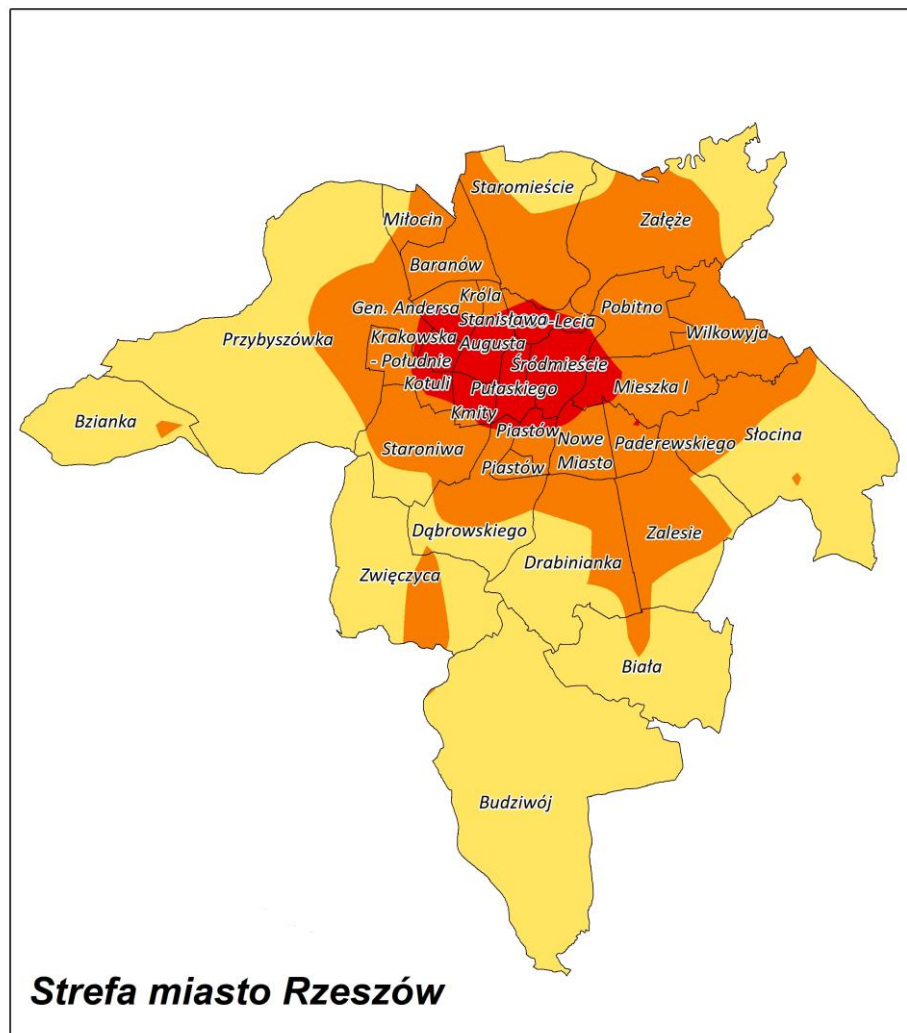 Staromieście
Miłocin
Załęże
Baranów
Gen. Andersa
Króla
Stanisława
Augusta
-Lecia
Pobitno
Przybyszówka
Krakowska
- Południe
Śródmieście
Wilkowyja
Kotuli
Pułaskiego
Mieszka I
Bzianka
Kmity
Słocina
Piastów
Nowe
Miasto
Paderewskiego
Staroniwa
Piastów
Dąbrowskiego
Zalesie
Zwięczyca
Drabinianka
Biała
Budziwój
Strefa miasto Rzeszów